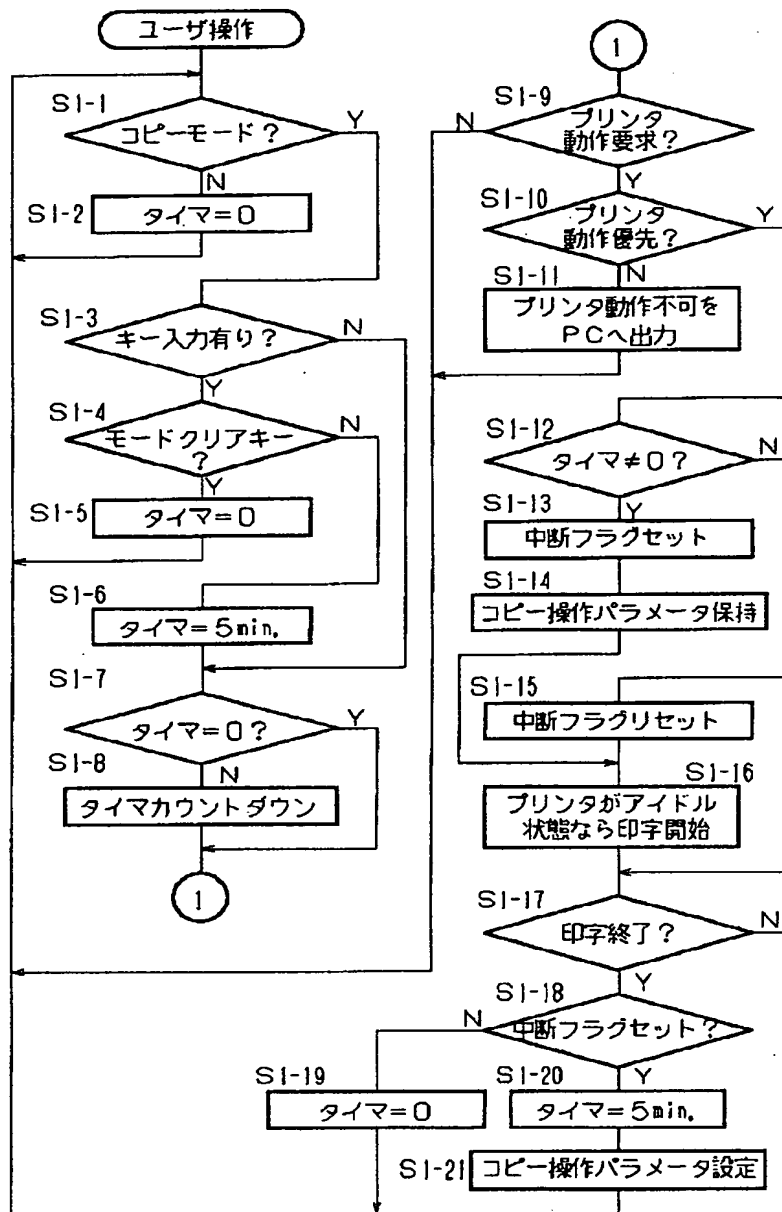 ユーザ操作
S1-1
コピーモード?
Y
N
S1-2
タイマ=0
S1-3
キー入力有り?
N
Y
S1-4
モードクリアキー
?
N
Y
S1-5
タイマ=0
S1-6
タイマ=5min.
S1-7
タイマ=0?
Y
S1-8
N
タイマカウントダウン
1
1
S1-9
プリンタ
動作要求?
N
Y
S1-10
プリンタ
動作優先?
Y
S1-11
N
プリンタ動作不可を
PCへ出力
S1-12
タイマ≠0?
N
S1-13
Y
中断フラグセット
S1-14
コピー操作パラメータ保持
S1-15
中断フラグリセット
S1-16
プリンタがアイドル
状態なら印字開始
S1-17
印字終了?
N
Y
S1-18
中断フラグセット?
N
Y
S1-19
タイマ=0
S1-20
タイマ=5min.
S1-21
コピー操作パラメータ設定